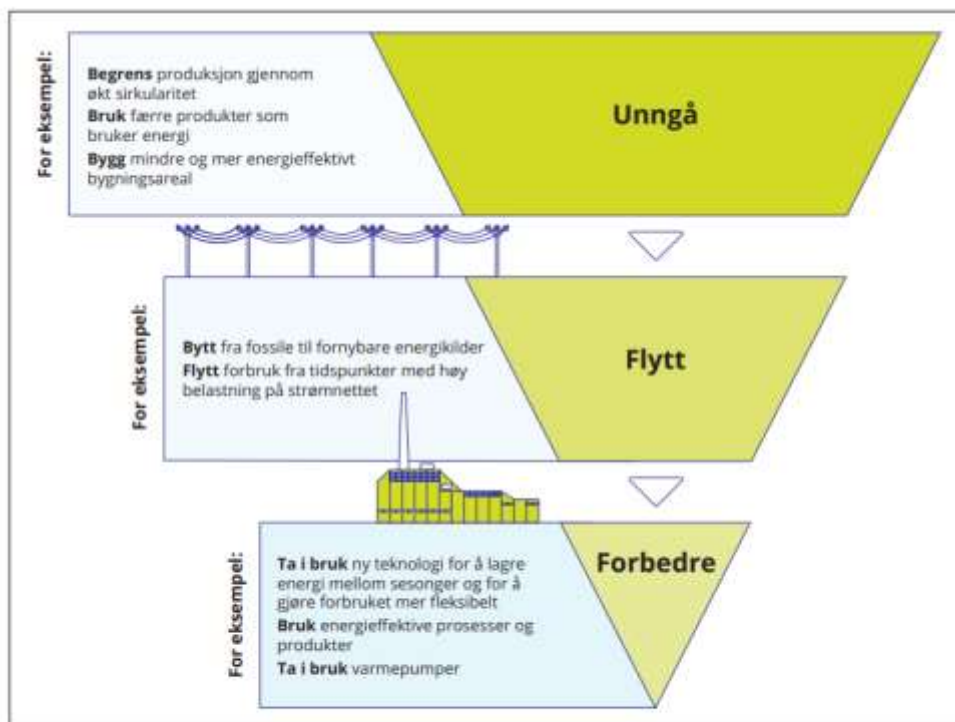 For eksempel:
Begrens produksjon gjennom
økt sirkularitet
Bruk færre produkter som
bruker energi
Bygg mindre og mer energieffektivt
bygningsareal
Unngå
For eksempel:
Bytt fra fossile til fornybare energikilder
Flytt forbruk fra tidspunkter med høy
belastning på strømnettet
Flytt
For eksempel:
Ta i bruk ny teknologi for å lagre
energi mellom sesonger og for å
gjøre forbruket mer fleksibelt
Bruk energieffektive prosesser og
produkter
Ta i bruk varmepumper
Forbedre